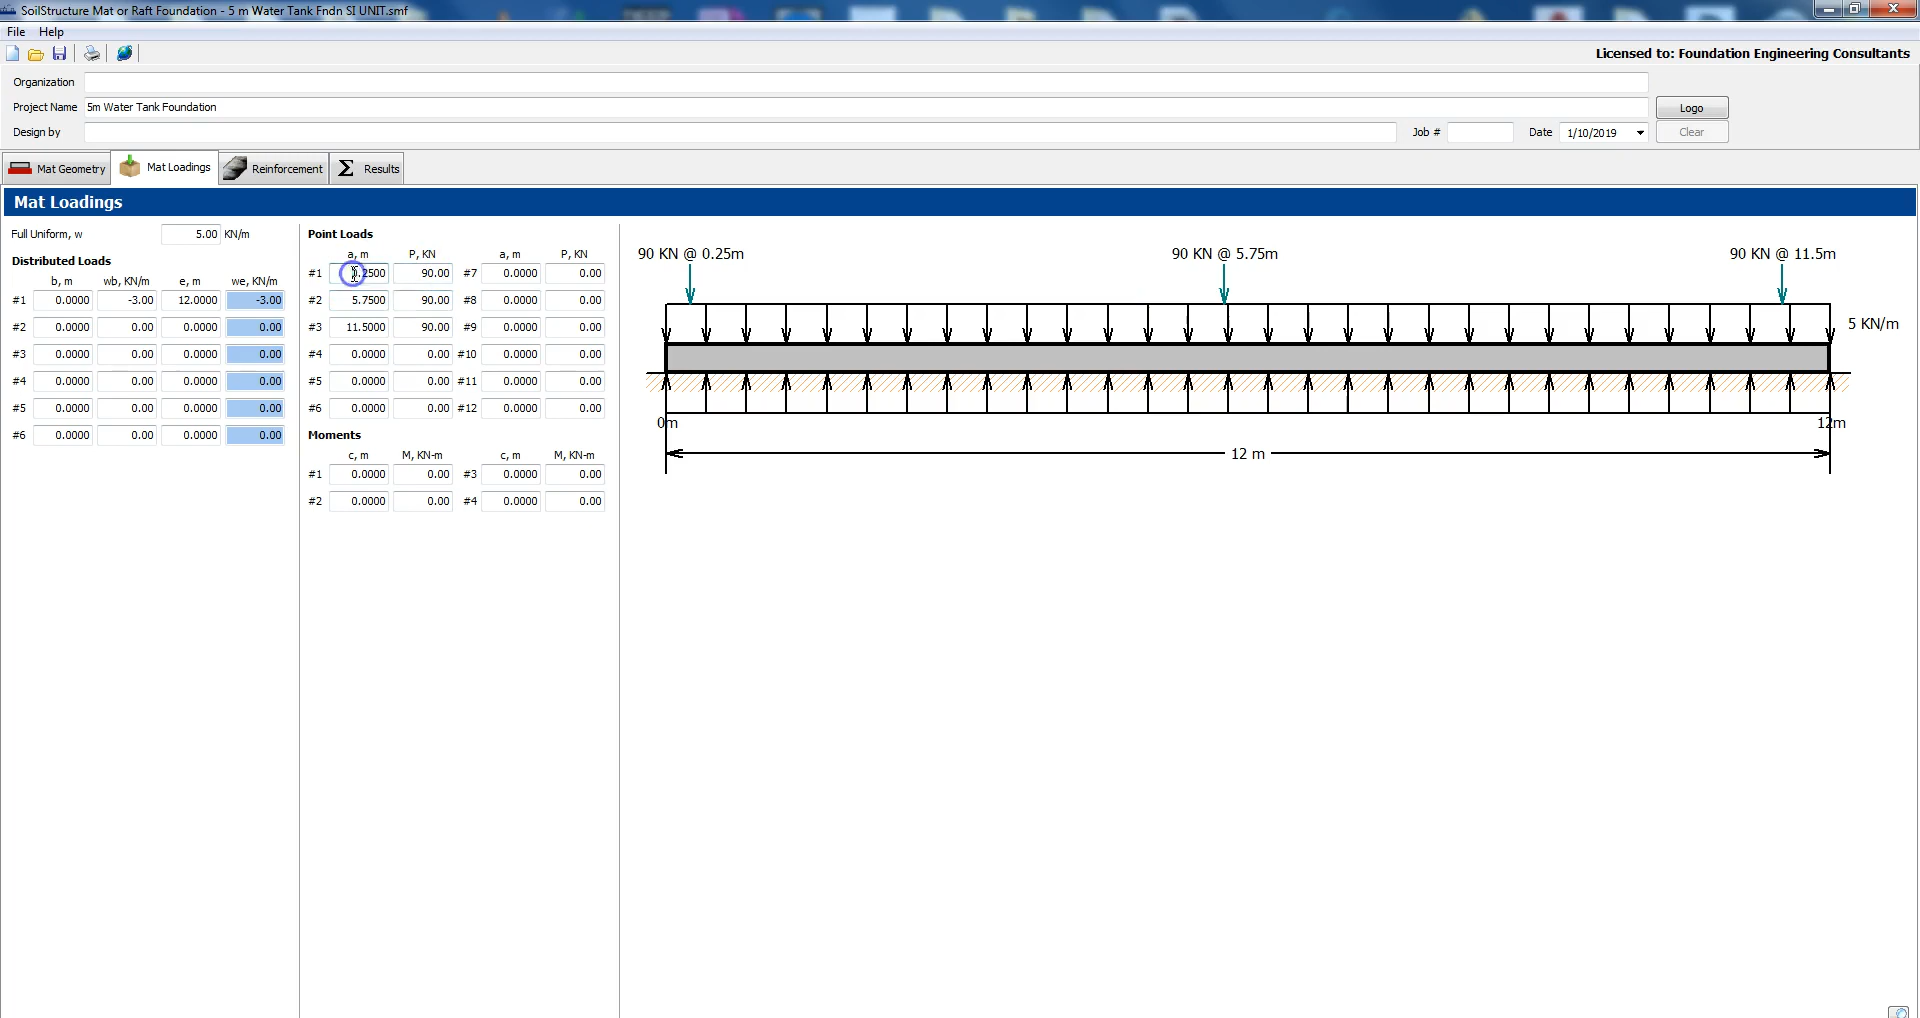 SoilStructure Mat or Raft Foundation - 5 m Water Tank Fndn SI UNIT.smf
File Help
Licensed to: Foundation Engineering Consultants
Organization
Project Name 5m Water Tank Foundation Logo
Design by Job # Date 1/10/2019 Clear
Mat Geometry Mat Loadings Reinforcement Σ Results
Mat Loadings
Full Uniform, w 5.00 KN/m
Distributed Loads
b, m wb, KN/m e, m we, KN/m
#1 0.0000 -3.00 12.0000 -3.00
#2 0.0000 0.00 0.0000 0.00
#3 0.0000 0.00 0.0000 0.00
#4 0.0000 0.00 0.0000 0.00
#5 0.0000 0.00 0.0000 0.00
#6 0.0000 0.00 0.0000 0.00
Point Loads
a, m P, KN a, m P, KN
#1 0.2500 90.00 #7 0.0000 0.00
#2 5.7500 90.00 #8 0.0000 0.00
#3 11.5000 90.00 #9 0.0000 0.00
#4 0.0000 0.00 #10 0.0000 0.00
#5 0.0000 0.00 #11 0.0000 0.00
#6 0.0000 0.00 #12 0.0000 0.00
Moments
c, m M, KN-m c, m M, KN-m
#1 0.0000 0.00 #3 0.0000 0.00
#2 0.0000 0.00 #4 0.0000 0.00
90 KN @ 0.25m 90 KN @ 5.75m 90 KN @ 11.5m
5 KN/m
0m 12m
12 m